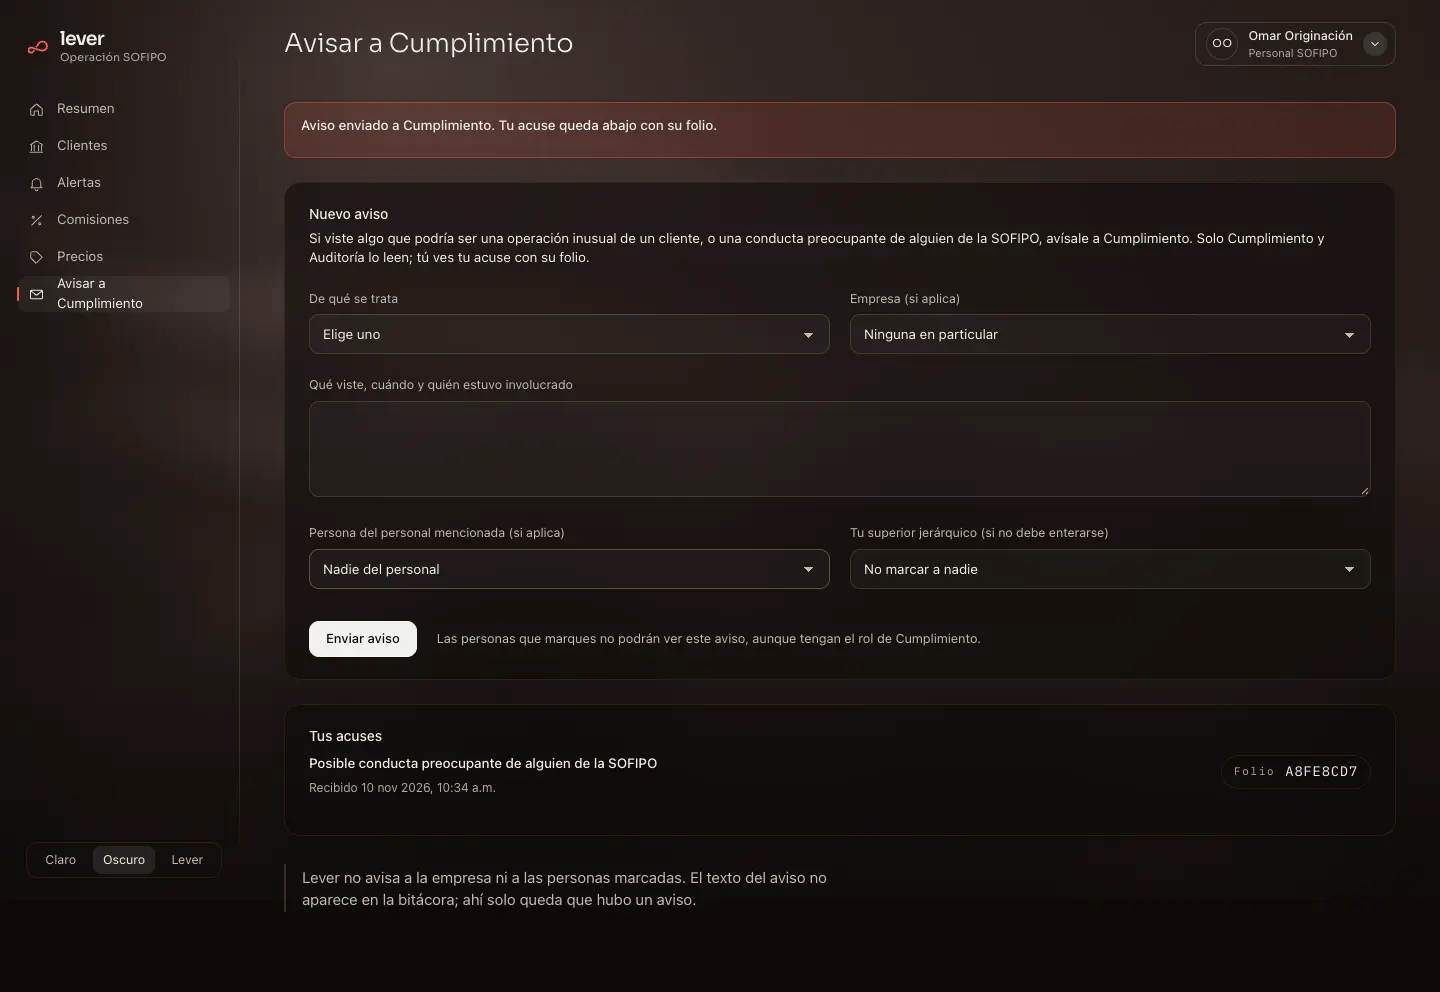 lever
Operación SOFIPO
Resumen
Clientes
Alertas
Comisiones
Precios
Avisar a
Cumplimiento
Claro
Oscuro
Lever
Avisar a Cumplimiento
OO
Omar Originación
Personal SOFIPO
Aviso enviado a Cumplimiento. Tu acuse queda abajo con su folio.
Nuevo aviso
Si viste algo que podría ser una operación inusual de un cliente, o una conducta preocupante de alguien de la SOFIPO, avísale a Cumplimiento. Solo Cumplimiento y
Auditoría lo leen; tú ves tu acuse con su folio.
De qué se trata
Elige uno
Empresa (si aplica)
Ninguna en particular
Qué viste, cuándo y quién estuvo involucrado
Persona del personal mencionada (si aplica)
Nadie del personal
Tu superior jerárquico (si no debe enterarse)
No marcar a nadie
Enviar aviso
Las personas que marques no podrán ver este aviso, aunque tengan el rol de Cumplimiento.
Tus acuses
Posible conducta preocupante de alguien de la SOFIPO
Recibido 10 nov 2026, 10:34 a.m.
Folio A8FE8CD7
Lever no avisa a la empresa ni a las personas marcadas. El texto del aviso no
aparece en la bitácora; ahí solo queda que hubo un aviso.